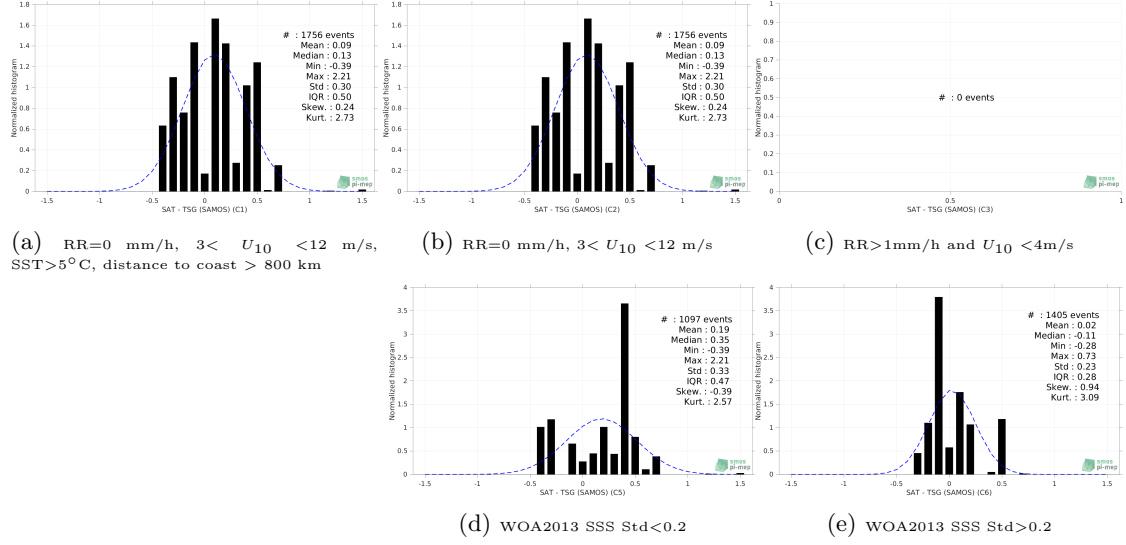 1.8
1.6
1.4
1.2
1
0.8
0.6
0.4
0.2
0
Normalized histogram
# : 1756 events
Mean : 0.09
Median : 0.13
Min : -0.39
Max : 2.21
Std : 0.30
IQR : 0.50
Skew. : 0.24
Kurt. : 2.73
smos
pi-mep
-1.5 -1 -0.5 0 0.5 1 1.5
SAT - TSG (SAMOS) (C1)
(a) RR=0 mm/h, 3< U10 <12 m/s,
SST>5°C, distance to coast > 800 km
1.8
1.6
1.4
1.2
1
0.8
0.6
0.4
0.2
0
Normalized histogram
# : 1756 events
Mean : 0.09
Median : 0.13
Min : -0.39
Max : 2.21
Std : 0.30
IQR : 0.50
Skew. : 0.24
Kurt. : 2.73
smos
pi-mep
-1.5 -1 -0.5 0 0.5 1 1.5
SAT - TSG (SAMOS) (C2)
(b) RR=0 mm/h, 3< U10 <12 m/s
1
0.9
0.8
0.7
0.6
0.5
0.4
0.3
0.2
0.1
0
Normalized histogram
# : 0 events
smos
pi-mep
0 0.5 1
SAT - TSG (SAMOS) (C3)
(c) RR>1mm/h and U10 <4m/s
4
3.5
3
2.5
2
1.5
1
0.5
0
Normalized histogram
# : 1097 events
Mean : 0.19
Median : 0.35
Min : -0.39
Max : 2.21
Std : 0.33
IQR : 0.47
Skew. : -0.39
Kurt. : 2.57
smos
pi-mep
-1.5 -1 -0.5 0 0.5 1 1.5
SAT - TSG (SAMOS) (C5)
(d) WOA2013 SSS Std<0.2
4
3.5
3
2.5
2
1.5
1
0.5
0
Normalized histogram
# : 1405 events
Mean : 0.02
Median : -0.11
Min : -0.28
Max : 0.73
Std : 0.23
IQR : 0.28
Skew. : 0.94
Kurt. : 3.09
smos
pi-mep
-1.5 -1 -0.5 0 0.5 1 1.5
SAT - TSG (SAMOS) (C6)
(e) WOA2013 SSS Std>0.2